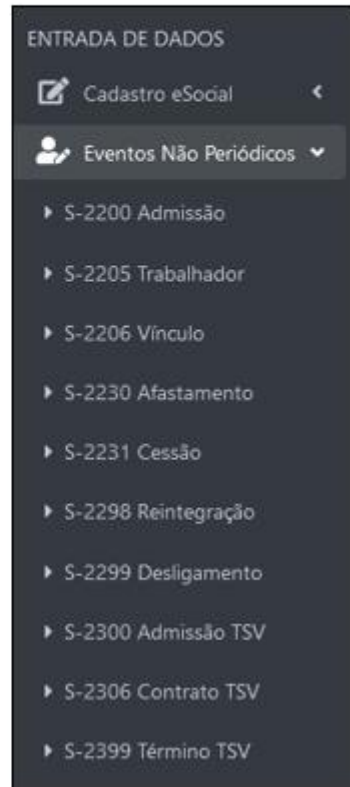 ENTRADA DE DADOS
Cadastro eSocial
Eventos Não Periódicos
S-2200 Admissão
S-2205 Trabalhador
S-2206 Vínculo
S-2230 Afastamento
S-2231 Cessão
S-2298 Reintegração
S-2299 Desligamento
S-2300 Admissão TSV
S-2306 Contrato TSV
S-2399 Término TSV